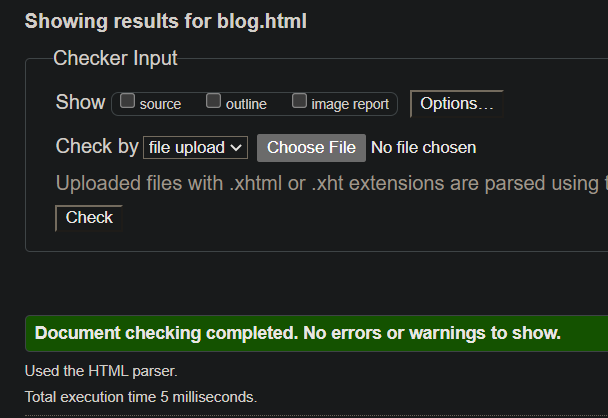 Showing results for blog.html
Checker Input
Show source outline image report Options...
Check by file upload Choose File No file chosen
Uploaded files with .xhtml or .xht extensions are parsed using
Check
Document checking completed. No errors or warnings to show.
Used the HTML parser.
Total execution time 5 milliseconds.